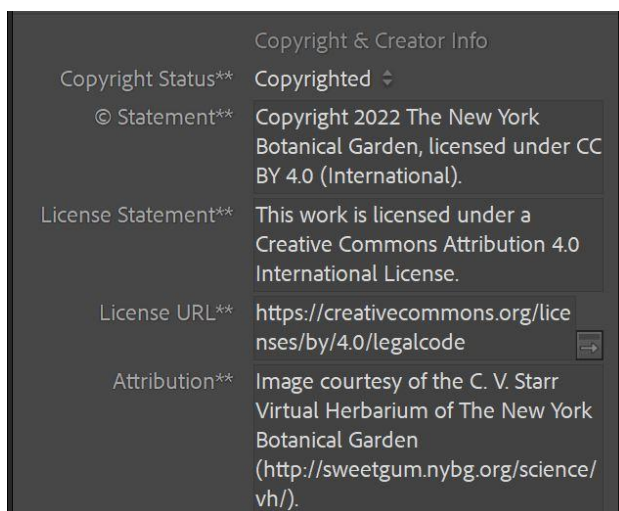 Copyright & Creator Info
Copyright Status** Copyrighted
© Statement** Copyright 2022 The New York
Botanical Garden, licensed under CC
BY 4.0 (International).
License Statement** This work is licensed under a
Creative Commons Attribution 4.0
International License.
License URL** https://creativecommons.org/lice
nses/by/4.0/legalcode
Attribution** Image courtesy of the C. V. Starr
Virtual Herbarium of The New York
Botanical Garden
(http://sweetgum.nybg.org/science/
vh/).